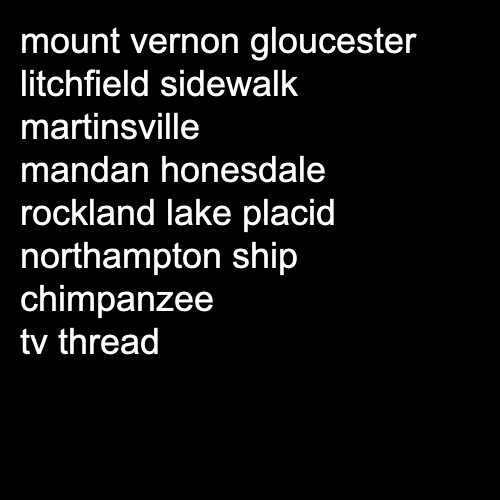 mount vernon gloucester
litchfield sidewalk
martinsville
mandan honesdale
rockland lake placid
northampton ship
chimpanzee
tv thread